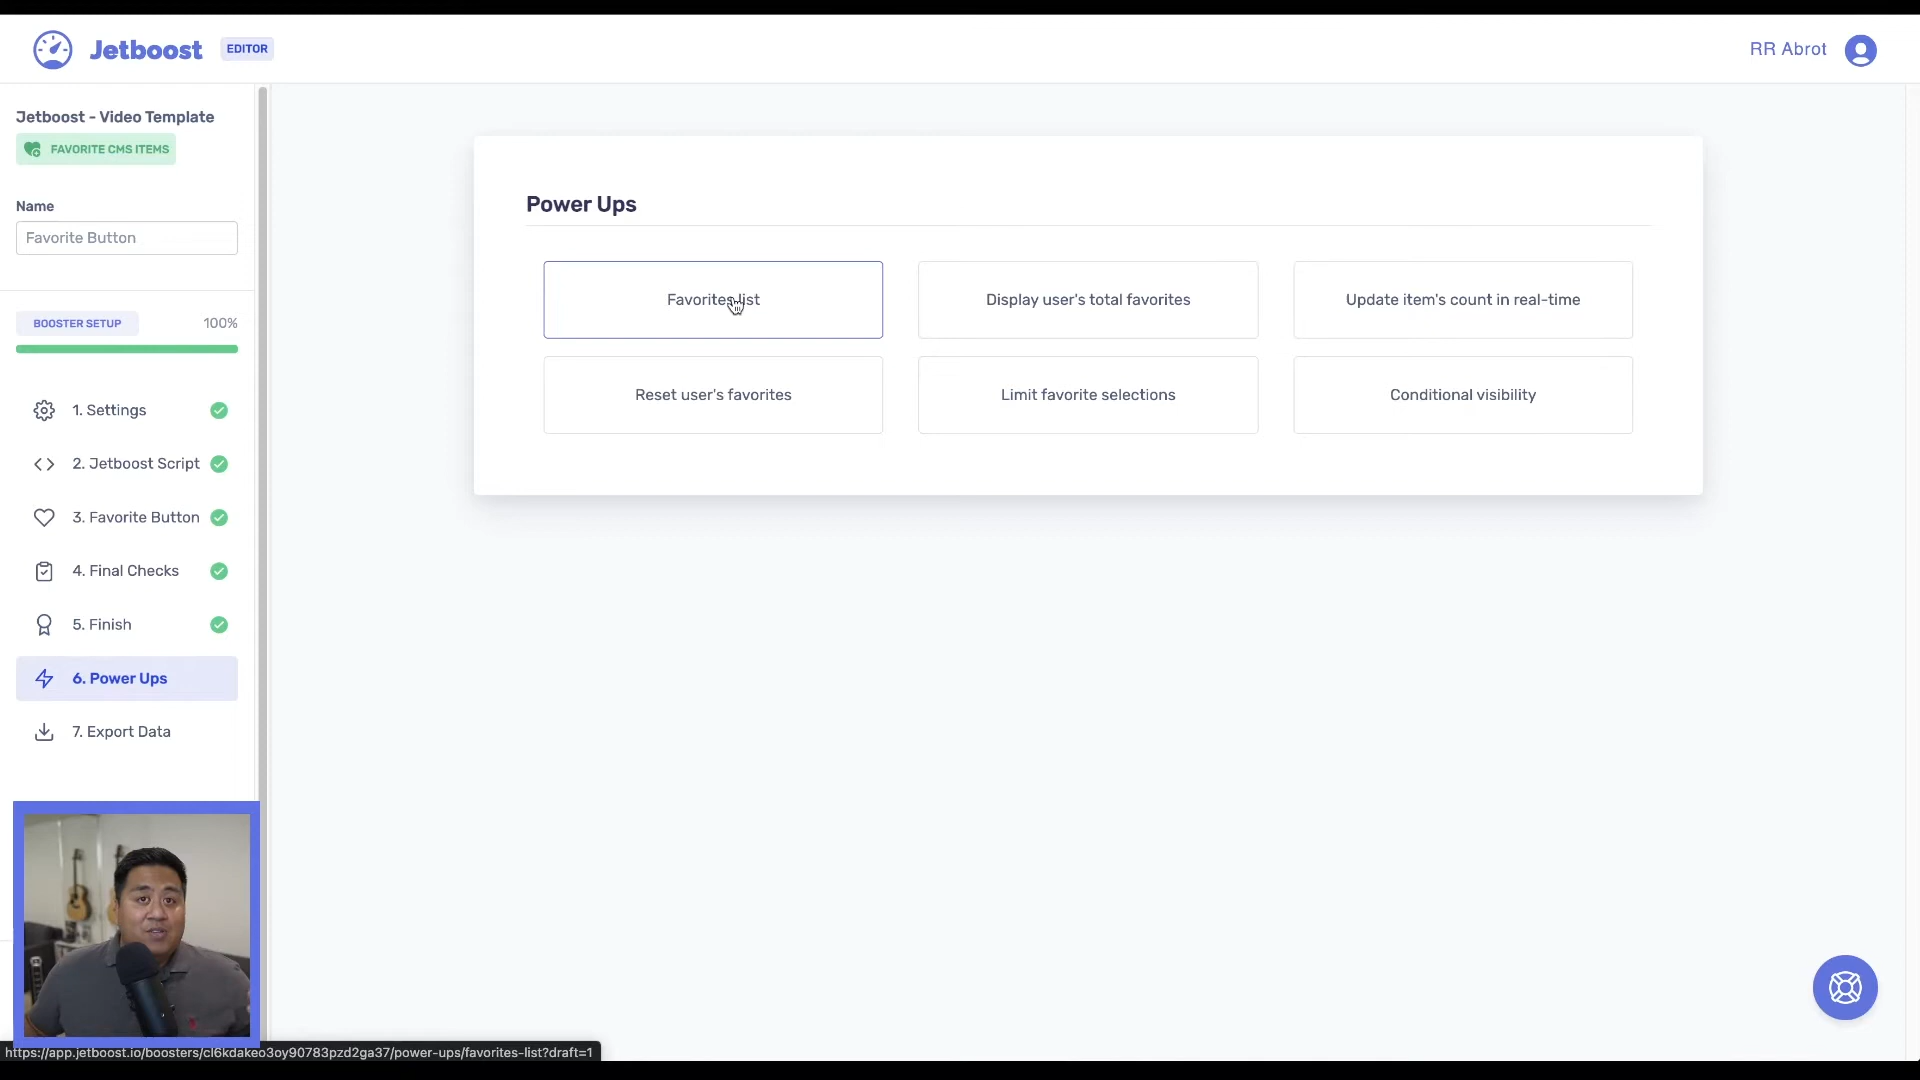 Jetboost EDITOR
RR Abrot
Jetboost - Video Template
FAVORITE CMS ITEMS
Name
Favorite Button
BOOSTER SETUP 100%
1. Settings
2. Jetboost Script
3. Favorite Button
4. Final Checks
5. Finish
6. Power Ups
7. Export Data
Power Ups
Favorites list
Display user's total favorites
Update item's count in real-time
Reset user's favorites
Limit favorite selections
Conditional visibility
https://app.jetboost.io/boosters/cl6kdakeo3oy90783pzd2ga37/power-ups/favorites-list?draft=1